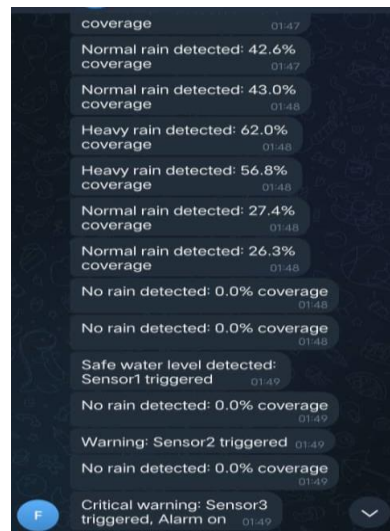 coverage
01:47
Normal rain detected: 42.6%
coverage
01:47
Normal rain detected: 43.0%
coverage
01:48
Heavy rain detected: 62.0%
coverage
01:48
Heavy rain detected: 56.8%
coverage
01:48
Normal rain detected: 27.4%
coverage
01:48
Normal rain detected: 26.3%
coverage
01:48
No rain detected: 0.0% coverage
01:48
No rain detected: 0.0% coverage
01:48
Safe water level detected:
Sensor1 triggered
01:49
No rain detected: 0.0% coverage
01:49
Warning: Sensor2 triggered
01:49
No rain detected: 0.0% coverage
01:49
Critical warning: Sensor3
triggered, Alarm on
01:49
F